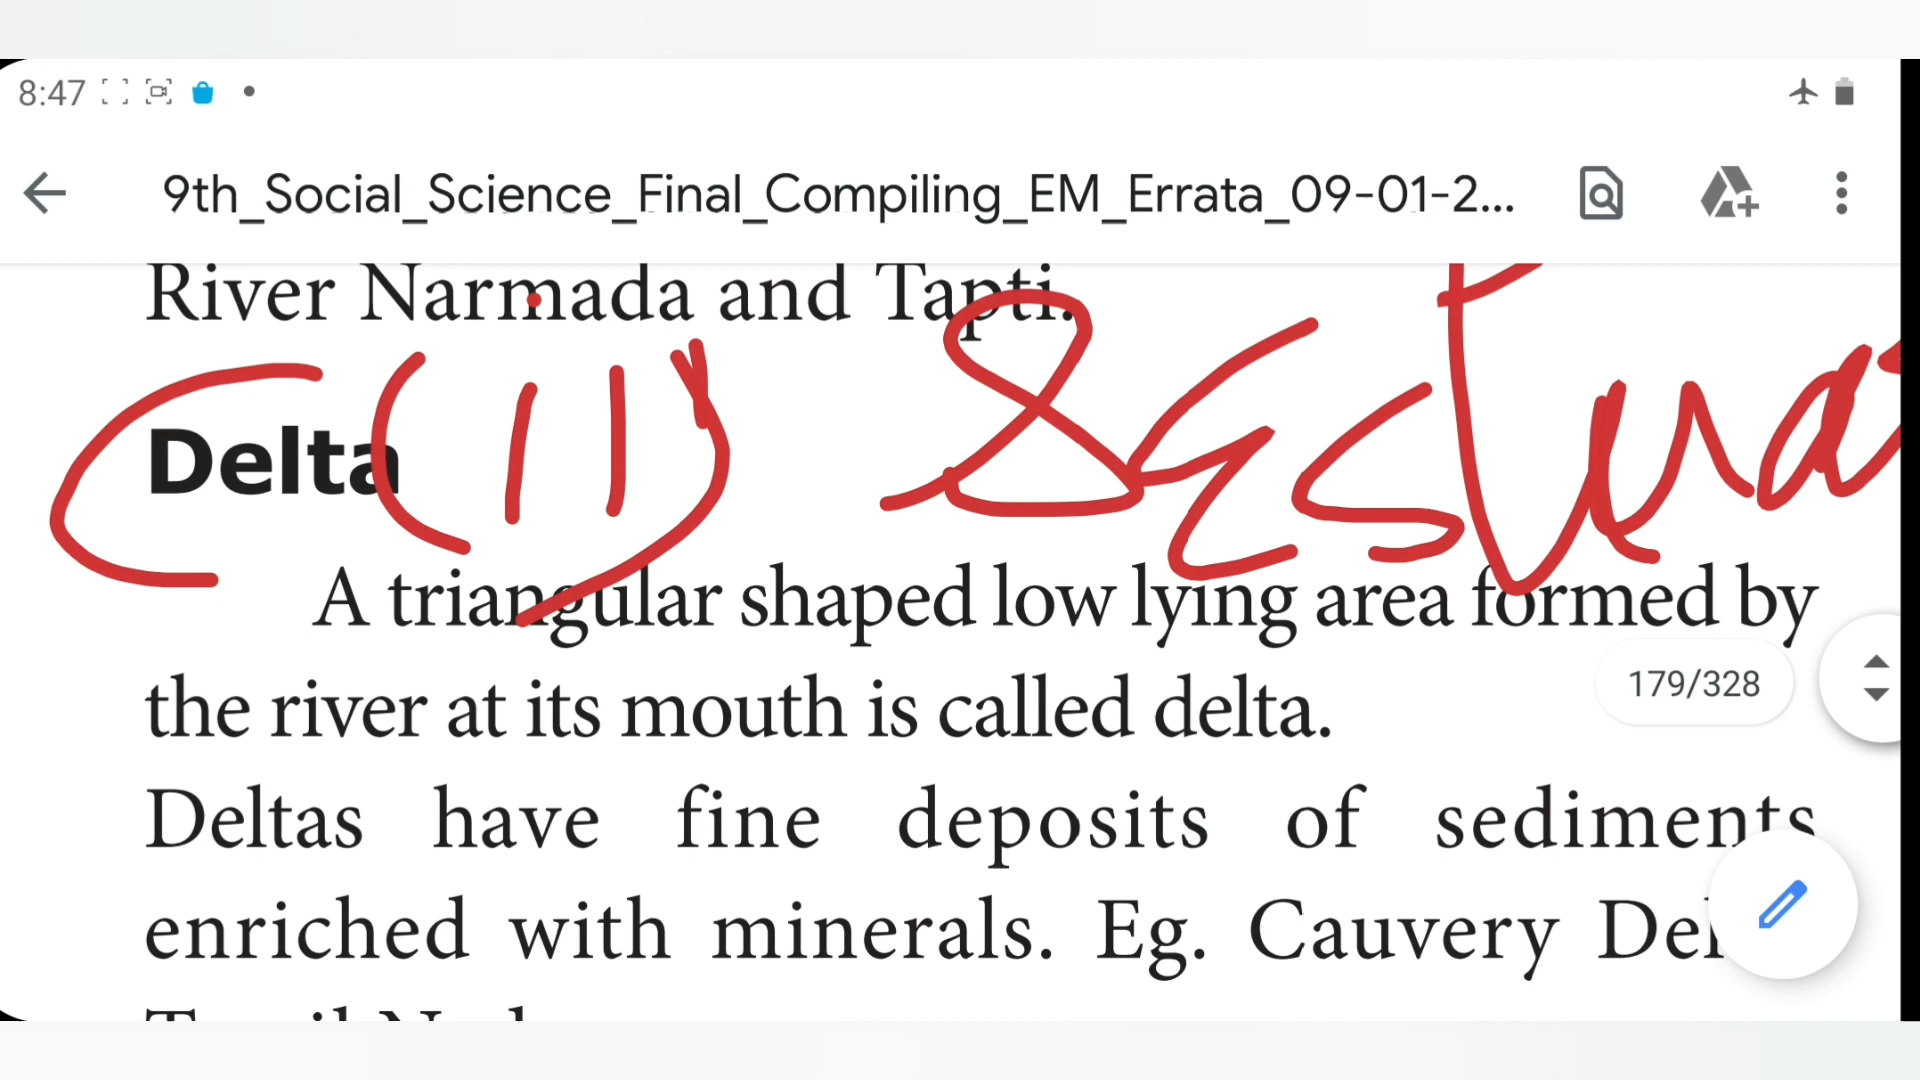 8:47
9th_Social_Science_Final_Compiling_EM_Errata_09-01-2...
River Narmada and Tapti.
Delta (11)
A triangular shaped low lying area formed by
the river at its mouth is called delta.
179/328
Deltas have fine deposits of sediments
enriched with minerals. Eg. Cauvery Del